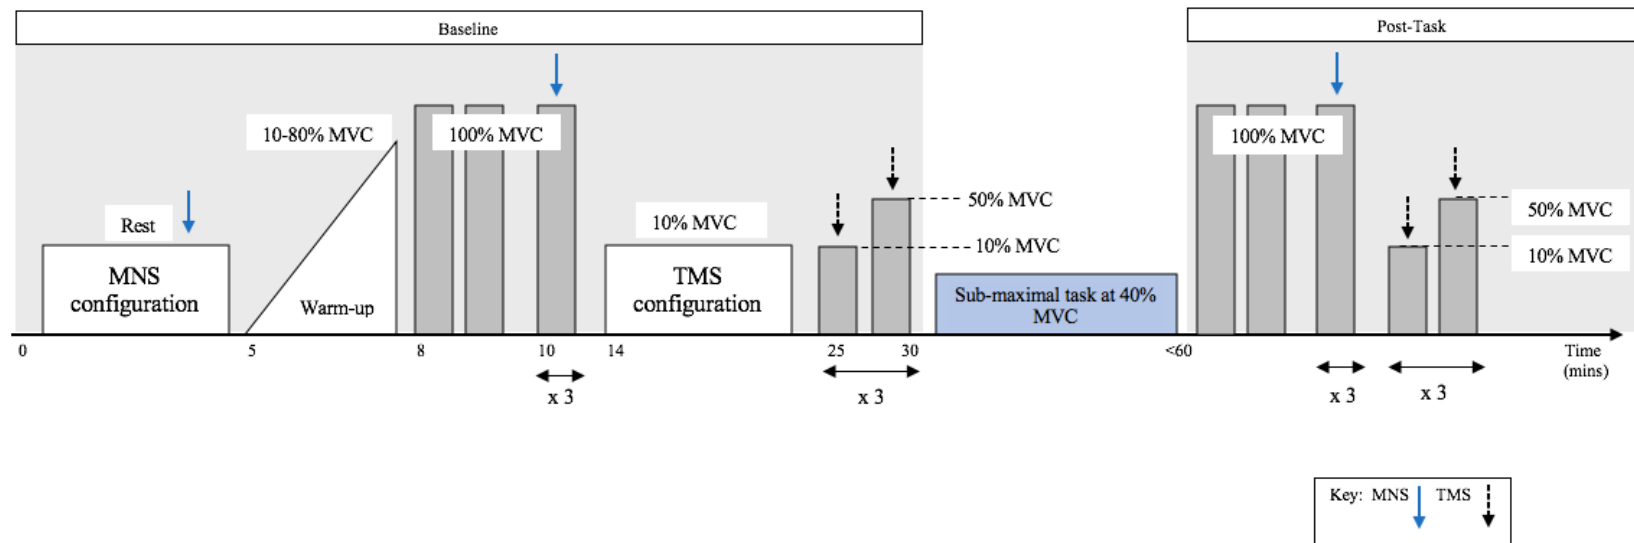 Baseline
Post-Task
10-80% MVC
100% MVC
100% MVC
Rest
10% MVC
50% MVC
10% MVC
50% MVC
10% MVC
MNS
configuration
Warm-up
TMS
configuration
Sub-maximal task at 40%
MVC
0
5
8
10
14
25
30
<60
Time
(mins)
x 3
x 3
x 3
x 3
Key: MNS TMS